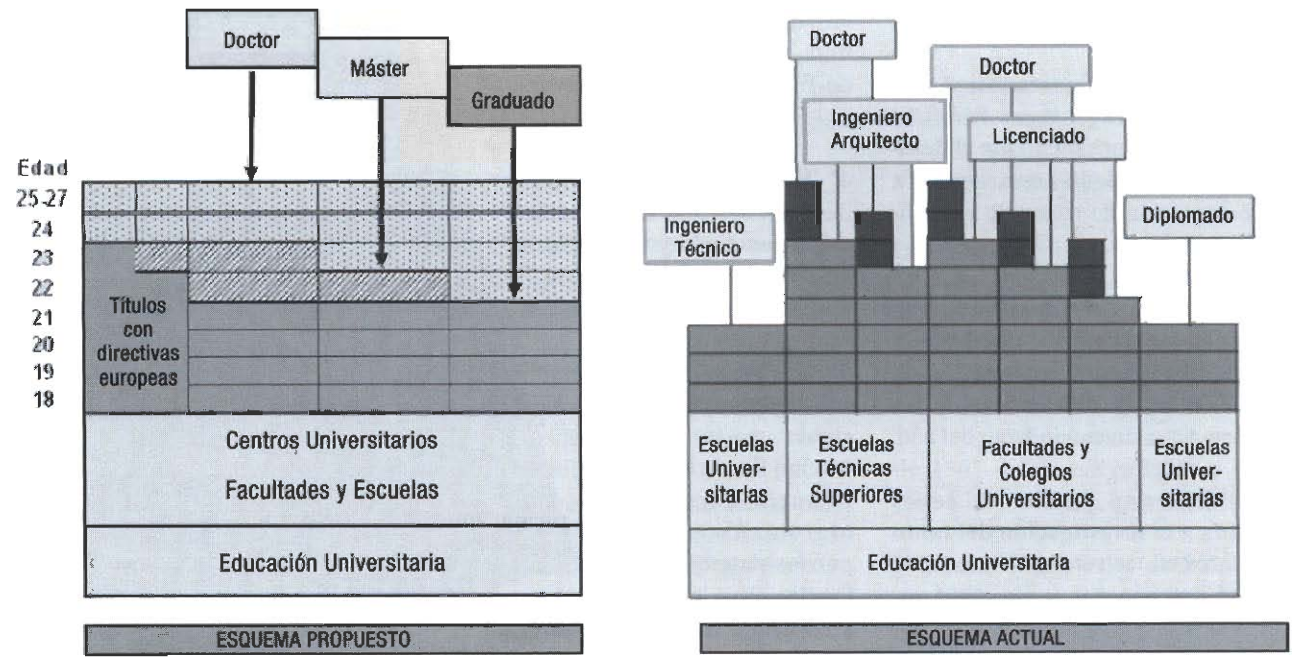 Doctor
Máster
Graduado
Edad
25-27
24
23
22
21
20
19
18
Títulos
con
directivas
europeas
Centros Universitarios
Facultades y Escuelas
Educación Universitaria
ESQUEMA PROPUESTO
Doctor
Doctor
Ingeniero
Arquitecto
Licenciado
Ingeniero
Técnico
Diplomado
Escuelas
Univer-
sitarias
Escuelas
Técnicas
Superiores
Facultades y
Colegios
Universitarios
Escuelas
Univer-
sitarias
Educación Universitaria
ESQUEMA ACTUAL